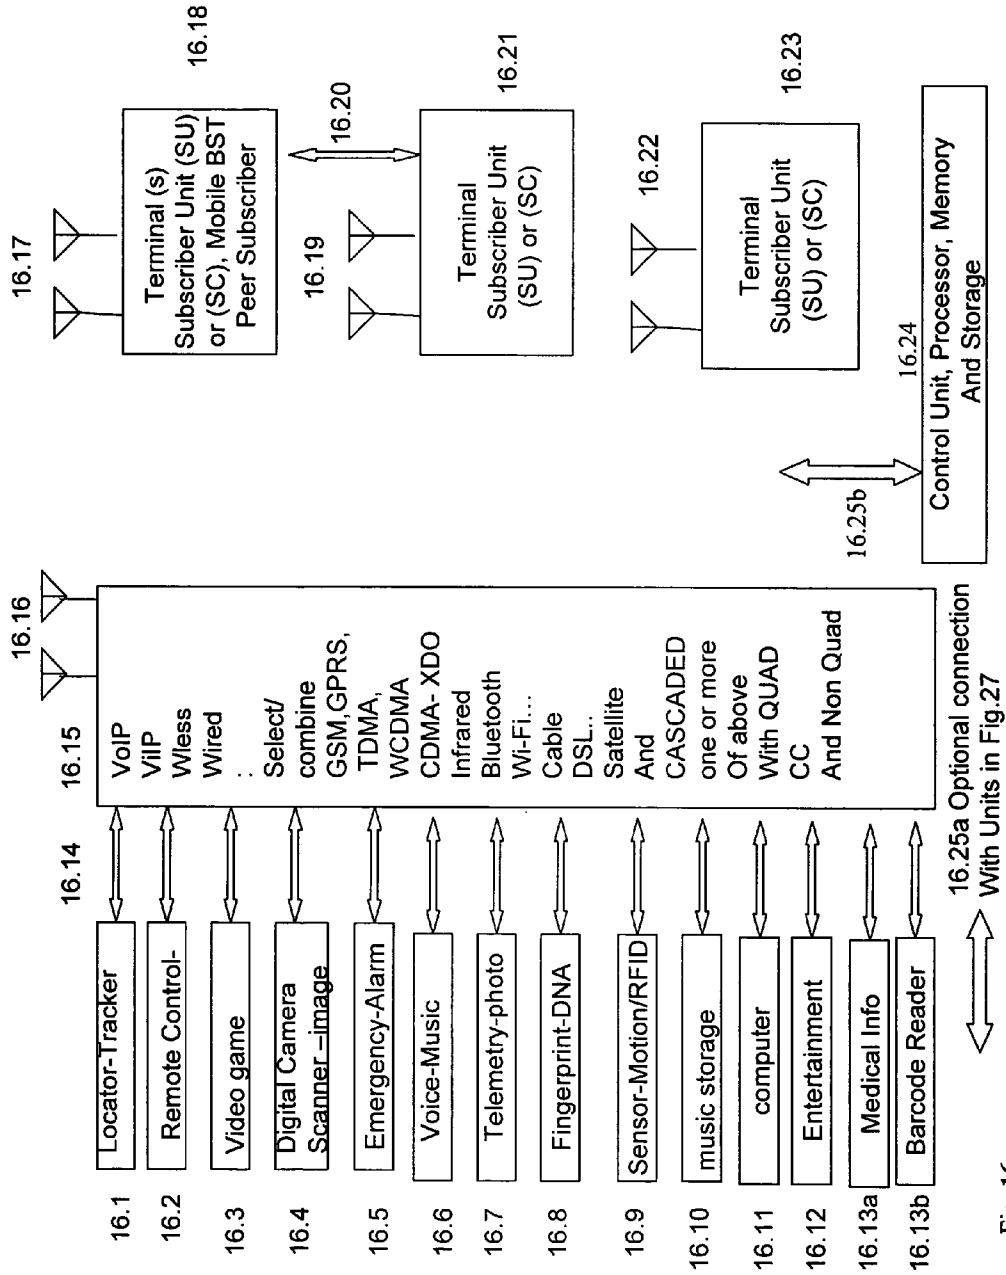 16.1
Locator-Tracker
16.2
Remote Control-
16.3
Video game
16.4
Digital Camera
Scanner –image
16.5
Emergency-Alarm
16.6
Voice-Music
16.7
Telemetry-photo
16.8
Fingerprint-DNA
16.9
Sensor-Motion/RFID
16.10
music storage
16.11
computer
16.12
Entertainment
16.13a
Medical Info
16.13b
Barcode Reader
16.14
16.15
16.16
VoIP
ViIP
Wless
Wired
..
Select/
combine
GSM,GPRS,
TDMA,
WCDMA
CDMA- XDO
Infrared
Bluetooth
Wi-Fi...
Cable
DSL..
Satellite
And
CASCADED
one or more
Of above
With QUAD
CC
And Non Quad
16.25a Optional connection
With Units in Fig.27
16.17
Terminal (s)
Subscriber Unit (SU)
or (SC), Mobile BST
Peer Subscriber
16.18
16.19
16.20
Terminal
Subscriber Unit
(SU) or (SC)
16.21
16.22
Terminal
Subscriber Unit
(SU) or (SC)
16.23
16.24
16.25b
Control Unit, Processor, Memory
And Storage